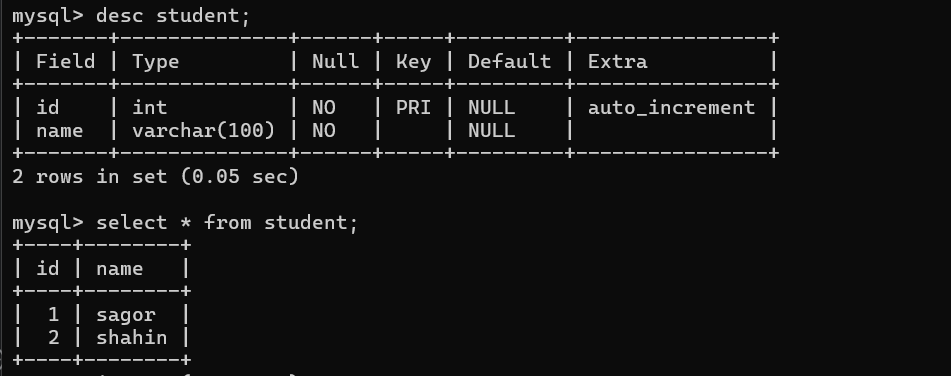 mysql> desc student;
+-------+--------------+------+-----+---------+----------------+
| Field | Type         | Null | Key | Default | Extra          |
+-------+--------------+------+-----+---------+----------------+
| id    | int          | NO   | PRI | NULL    | auto_increment |
| name  | varchar(100) | NO   |     | NULL    |                |
+-------+--------------+------+-----+---------+----------------+
2 rows in set (0.05 sec)

mysql> select * from student;
+----+--------+
| id | name   |
+----+--------+
|  1 | sagor  |
|  2 | shahin |
+----+--------+